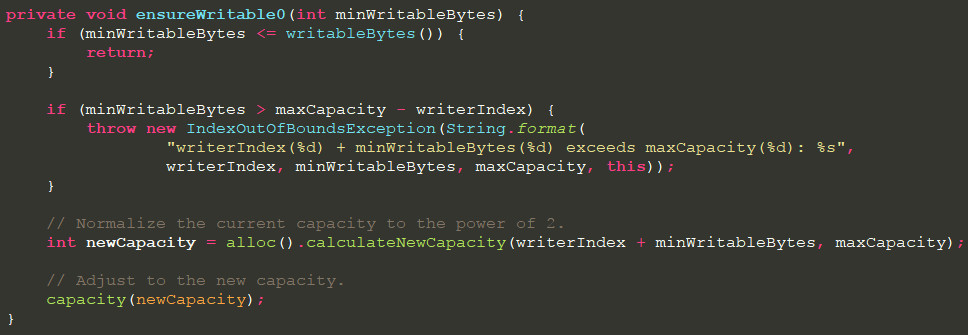 private void ensureWritable0(int minWritableBytes) {
    if (minWritableBytes <= writableBytes()) {
        return;
    }

    if (minWritableBytes > maxCapacity - writerIndex) {
        throw new IndexOutOfBoundsException(String.format(
                "writerIndex(%d) + minWritableBytes(%d) exceeds maxCapacity(%d): %s",
                writerIndex, minWritableBytes, maxCapacity, this));
    }

    // Normalize the current capacity to the power of 2.
    int newCapacity = alloc().calculateNewCapacity(writerIndex + minWritableBytes, maxCapacity);

    // Adjust to the new capacity.
    capacity(newCapacity);
}